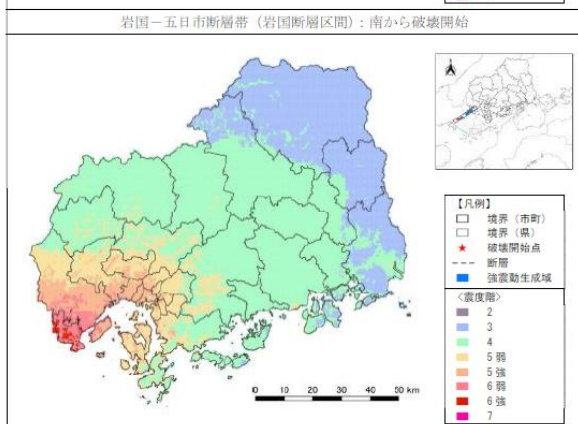 岩国－五日市断層帯（岩国断層区間）：南から破壊開始
【凡例】
境界（市町）
境界（県）
破壊開始点
断層
強震動生成域
<震度階>
2
3
4
5弱
5強
6弱
6強
7
0 10 20 30 40 50 km